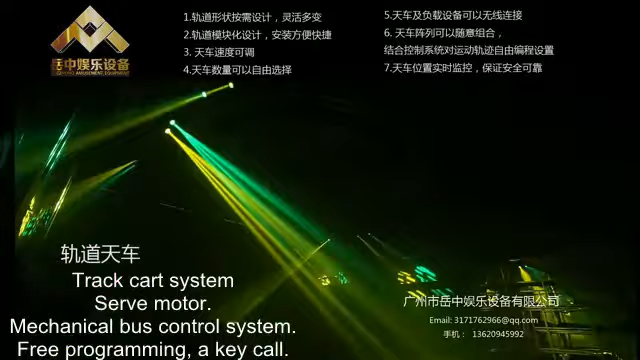 岳中娱乐设备
1.轨道形状按需设计，灵活多变
2.轨道模块化设计，安装方便快捷
3. 天车速度可调
4.天车数量可以自由选择
5.天车及负载设备可以无线连接
6. 天车阵列可以随意组合，
结合控制系统对运动轨迹自由编程设置
7.天车位置实时监控，保证安全可靠
轨道天车
Track cart system
Serve motor.
Mechanical bus control system.
Free programming, a key call.
广州市岳中娱乐设备有限公司
Email: 3171762966@qq.com
手机： 13620945992